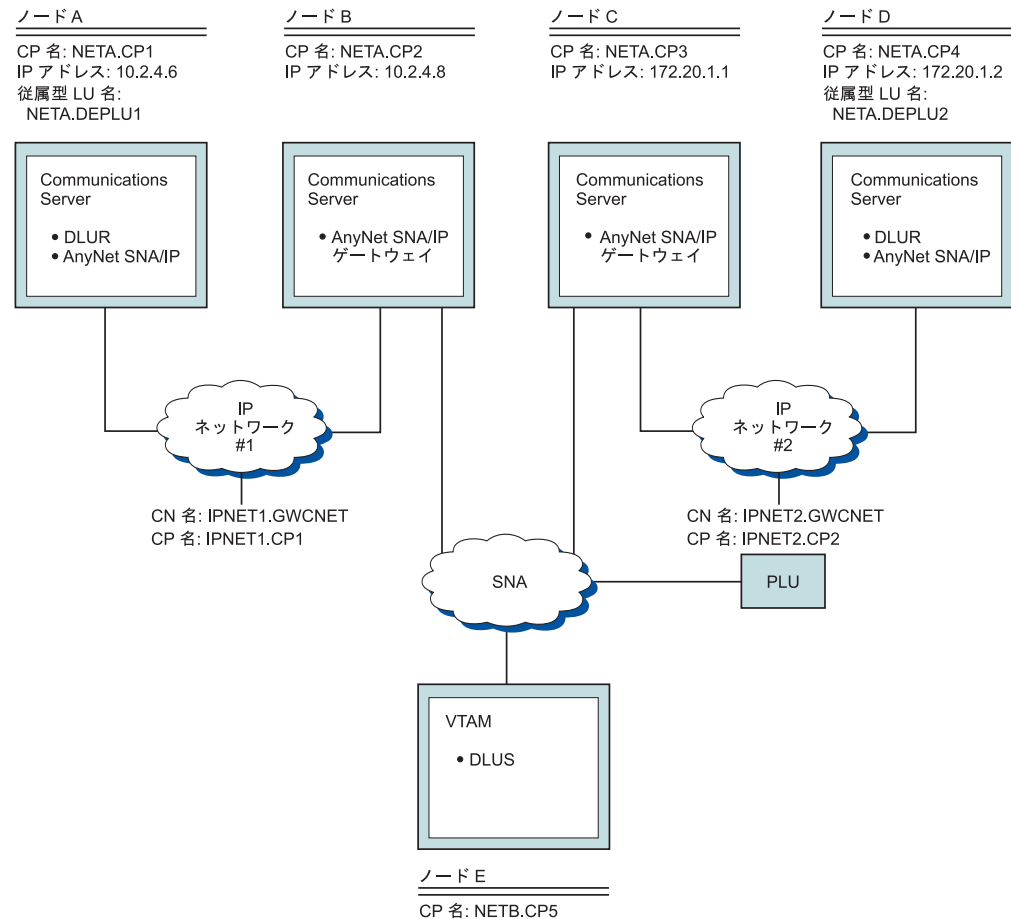 ノード A
CP 名: NETA.CP1
IP アドレス: 10.2.4.6
従属型 LU 名:
NETA.DEPLU1
ノード B
CP 名: NETA.CP2
IP アドレス: 10.2.4.8
ノード C
CP 名: NETA.CP3
IP アドレス: 172.20.1.1
ノード D
CP 名: NETA.CP4
IP アドレス: 172.20.1.2
従属型 LU 名:
NETA.DEPLU2
Communications
Server
• DLUR
• AnyNet SNA/IP
Communications
Server
• AnyNet SNA/IP
ゲートウェイ
Communications
Server
• AnyNet SNA/IP
ゲートウェイ
Communications
Server
• DLUR
• AnyNet SNA/IP
IP
ネットワーク
#1
IP
ネットワーク
#2
CN 名: IPNET1.GWCNET
CP 名: IPNET1.CP1
CN 名: IPNET2.GWCNET
CP 名: IPNET2.CP2
SNA
PLU
VTAM
• DLUS
ノード E
CP 名: NETB.CP5